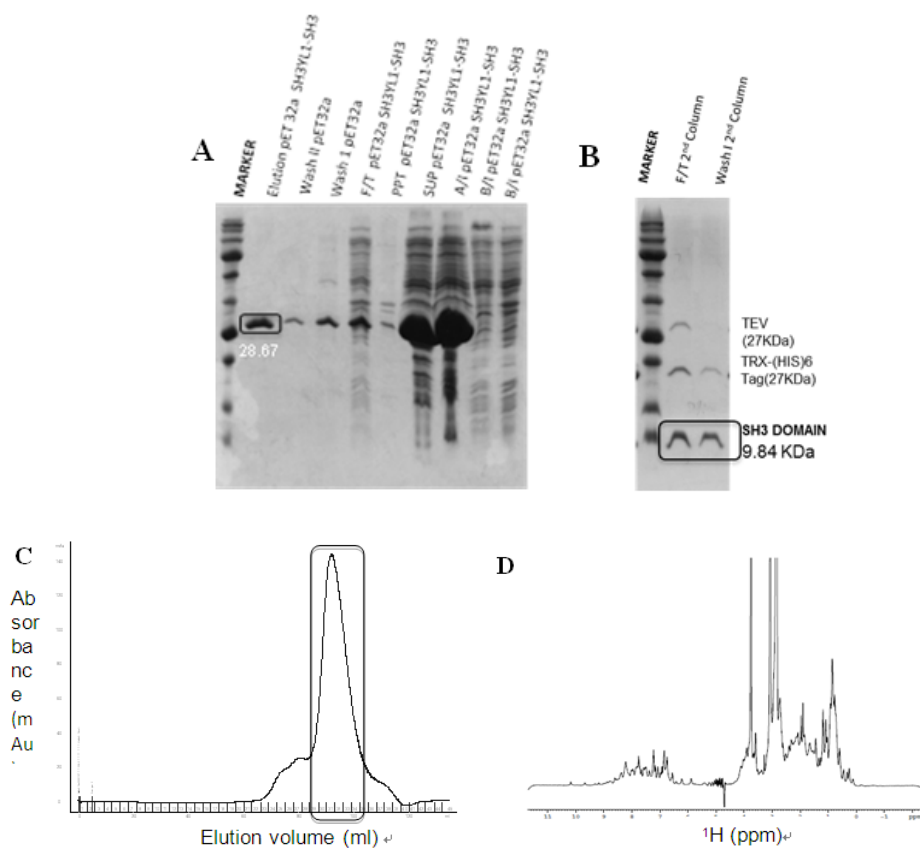 A
MARKER
Elution pET 32a SH3YL1-SH3
Wash II pET32a
Wash 1 pET32a
F/T pET32a SH3YL1-SH3
PPT pET32a SH3YL1-SH3
SUP pET32a SH3YL1-SH3
A/I pET32a SH3YL1-SH3
B/I pET32a SH3YL1-SH3
B/I pET32a SH3YL1-SH3
28.67
B
MARKER
F/T 2nd Column
Wash I 2nd Column
TEV
(27KDa)
TRX-(HIS)6
Tag(27KDa)
SH3 DOMAIN
9.84 KDa
C
Ab
sor
ba
nc
e
(m
Au
Elution volume (ml)
D
¹H (ppm)